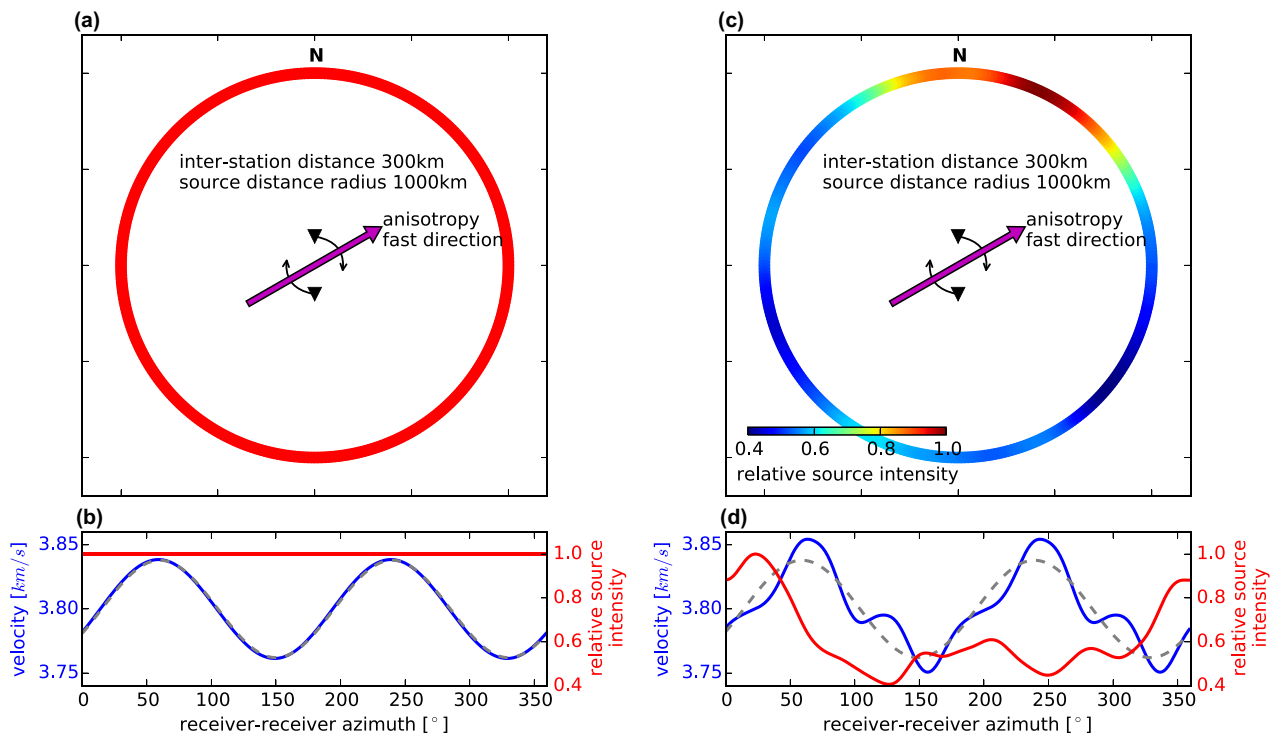 (a)
N
inter-station distance 300km
source distance radius 1000km
anisotropy
fast direction
(c)
N
inter-station distance 300km
source distance radius 1000km
anisotropy
fast direction
0.4 0.6 0.8 1.0
relative source intensity
(b)
3.85
3.80
3.75
velocity [km/s]
1.0
0.8
0.6
0.4
relative source
intensity
0 50 100 150 200 250 300 350
receiver-receiver azimuth [°]
(d)
3.85
3.80
3.75
velocity [km/s]
1.0
0.8
0.6
0.4
relative source
intensity
0 50 100 150 200 250 300 350
receiver-receiver azimuth [°]